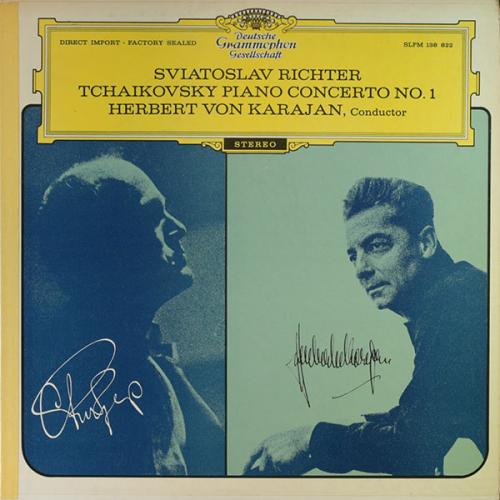 Deutsche
Grammophon
Gesellschaft
DIRECT IMPORT - FACTORY SEALED
SLPM 138 822
SVIATOSLAV RICHTER
TCHAIKOVSKY PIANO CONCERTO NO. 1
HERBERT VON KARAJAN, Conductor
STEREO